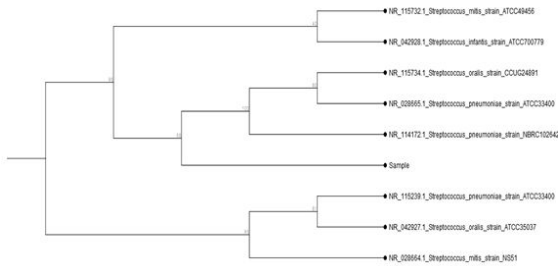 NR_115732.1_Streptococcus_mitis_strain_ATCC49456
NR_042928.1_Streptococcus_infantis_strain_ATCC700779
NR_115734.1_Streptococcus_oralis_strain_CCUG24891
NR_028665.1_Streptococcus_pneumoniae_strain_ATCC33400
NR_114172.1_Streptococcus_pneumoniae_strain_NBRC102642
Sample
NR_115239.1_Streptococcus_pneumoniae_strain_ATCC33400
NR_042927.1_Streptococcus_oralis_strain_ATCC35037
NR_028664.1_Streptococcus_mitis_strain_NS51